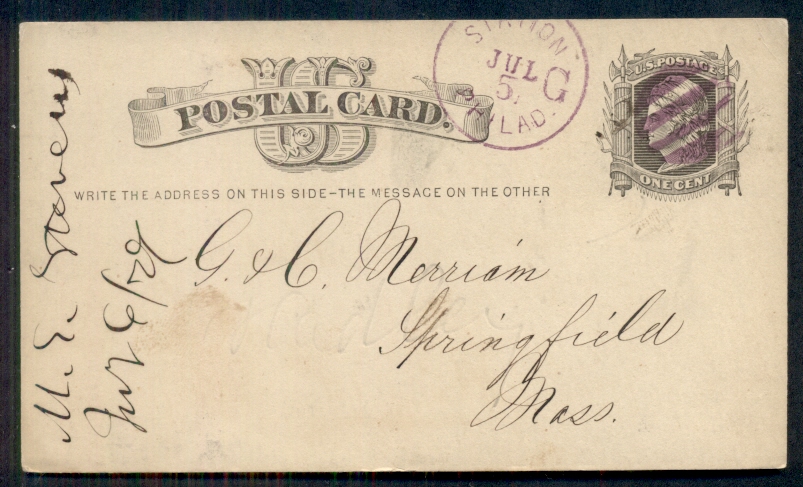 U S
POSTAL CARD.
STATION G
JUL
5
PHILAD.
U.S. POSTAGE
ONE CENT
WRITE THE ADDRESS ON THIS SIDE-THE MESSAGE ON THE OTHER
G. & C. Merriam
Springfield
Mass.
M. E. Stevens